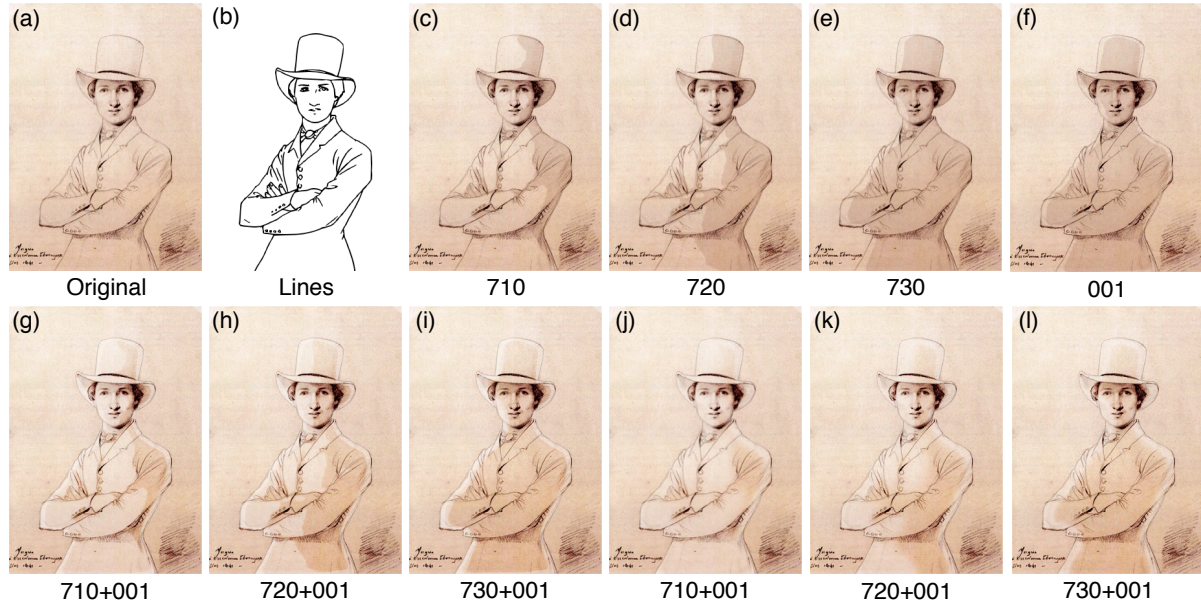 (a) (b) (c) (d) (e) (f)
Original Lines 710 720 730 001
(g) (h) (i) (j) (k) (l)
710+001 720+001 730+001 710+001 720+001 730+001